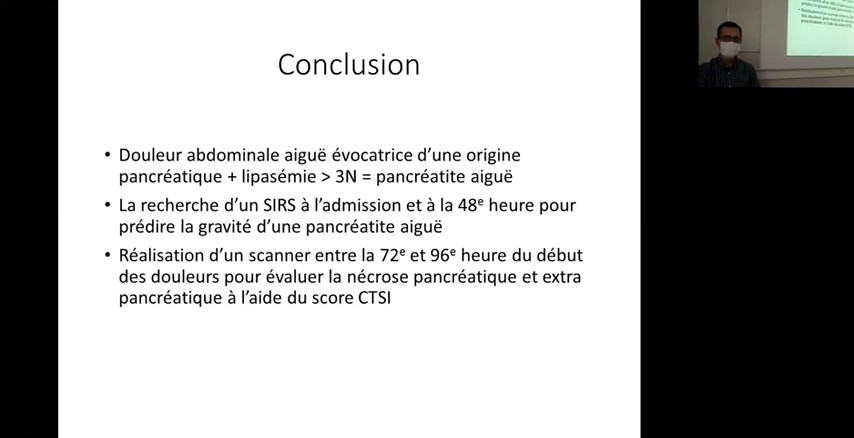 Conclusion
• Douleur abdominale aiguë évocatrice d’une origine
pancréatique + lipasémie > 3N = pancréatite aiguë
• La recherche d’un SIRS à l’admission et à la 48e heure pour
prédire la gravité d’une pancréatite aiguë
• Réalisation d’un scanner entre la 72e et 96e heure du début
des douleurs pour évaluer la nécrose pancréatique et extra
pancréatique à l’aide du score CTSI